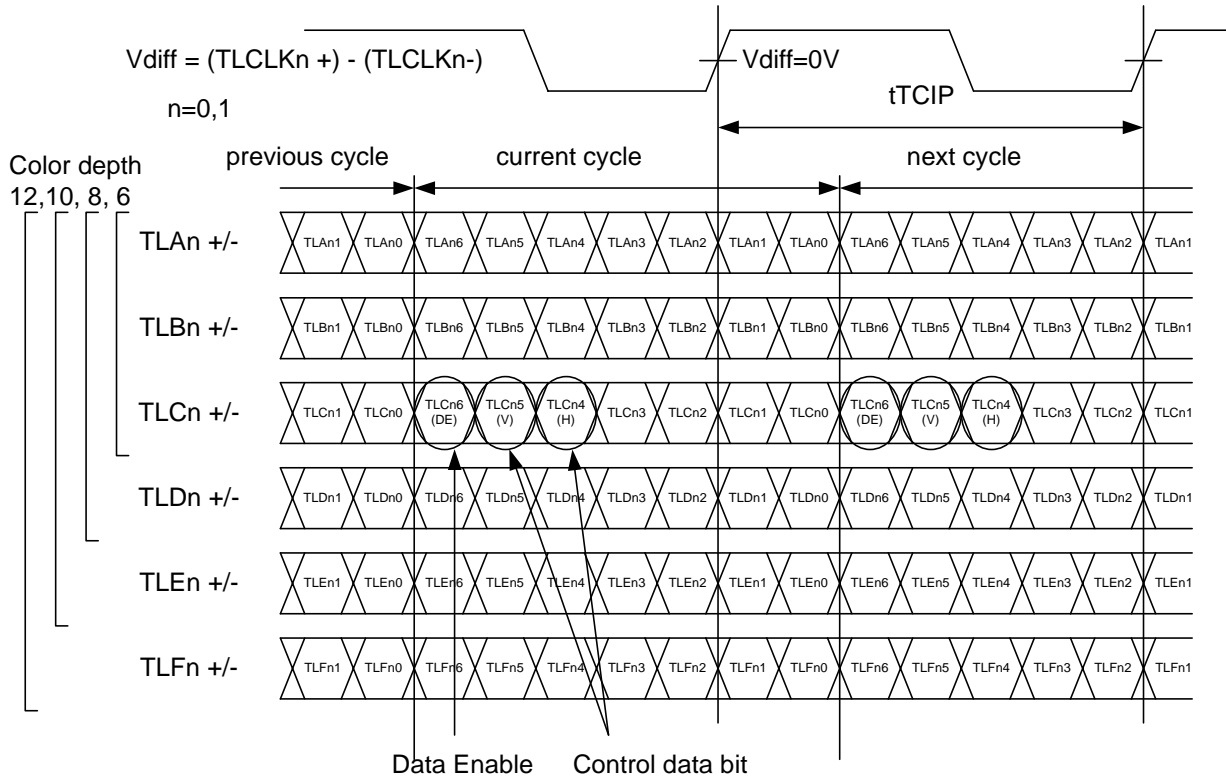 Vdiff = (TLCLKn +) - (TLCLKn-)
Vdiff=0V
n=0,1
tTCIP
previous cycle current cycle next cycle
Color depth
12,10, 8, 6
TLAn +/- TLAn1 TLAn0 TLAn6 TLAn5 TLAn4 TLAn3 TLAn2 TLAn1 TLAn0 TLAn6 TLAn5 TLAn4 TLAn3 TLAn2 TLAn1
TLBn +/- TLBn1 TLBn0 TLBn6 TLBn5 TLBn4 TLBn3 TLBn2 TLBn1 TLBn0 TLBn6 TLBn5 TLBn4 TLBn3 TLBn2 TLBn1
TLCn +/- TLCn1 TLCn0 TLCn6 (DE) TLCn5 (V) TLCn4 (H) TLCn3 TLCn2 TLCn1 TLCn0 TLCn6 (DE) TLCn5 (V) TLCn4 (H) TLCn3 TLCn2 TLCn1
TLDn +/- TLDn1 TLDn0 TLDn6 TLDn5 TLDn4 TLDn3 TLDn2 TLDn1 TLDn0 TLDn6 TLDn5 TLDn4 TLDn3 TLDn2 TLDn1
TLEn +/- TLEn1 TLEn0 TLEn6 TLEn5 TLEn4 TLEn3 TLEn2 TLEn1 TLEn0 TLEn6 TLEn5 TLEn4 TLEn3 TLEn2 TLEn1
TLFn +/- TLFn1 TLFn0 TLFn6 TLFn5 TLFn4 TLFn3 TLFn2 TLFn1 TLFn0 TLFn6 TLFn5 TLFn4 TLFn3 TLFn2 TLFn1
Data Enable Control data bit